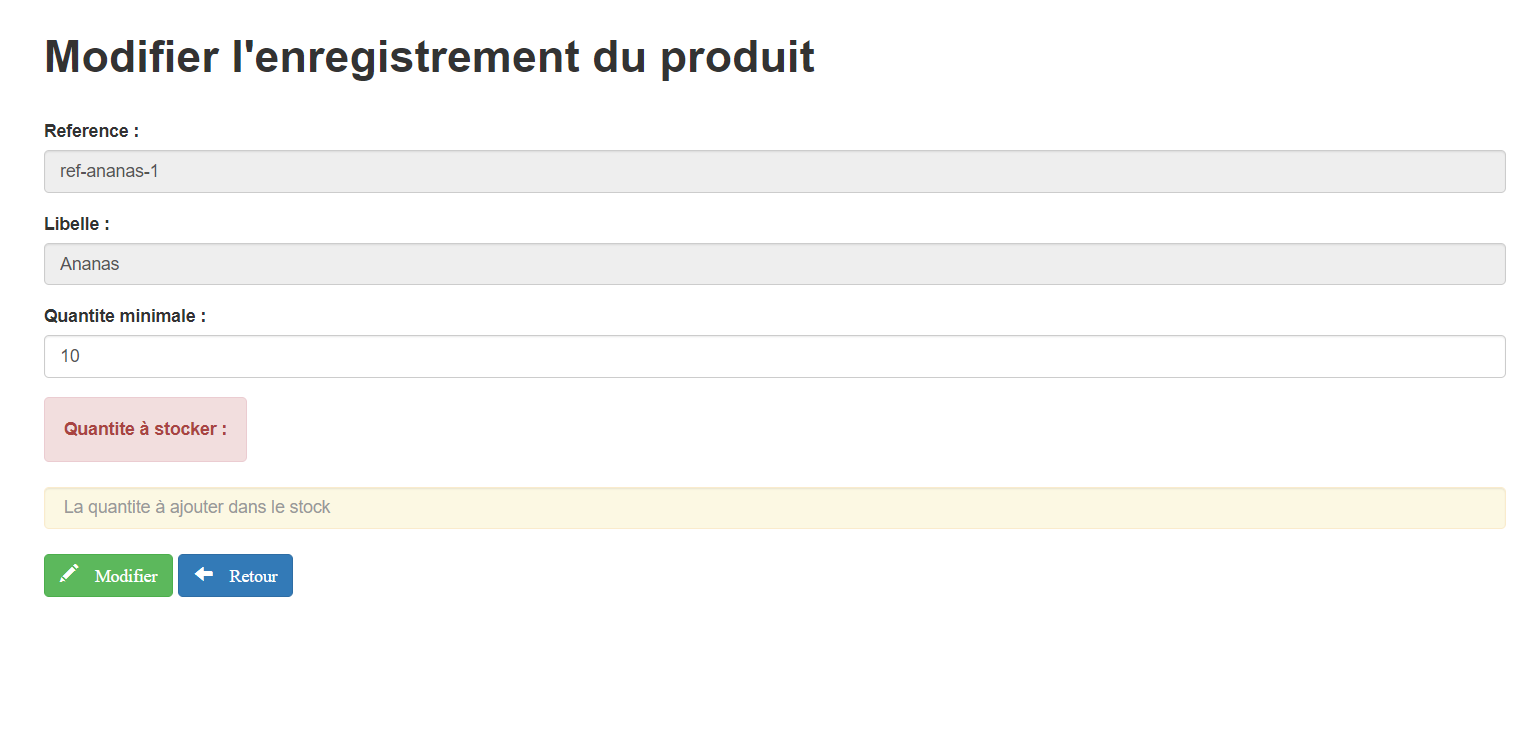 Modifier l'enregistrement du produit
Reference :
ref-ananas-1
Libelle :
Ananas
Quantite minimale :
10
Quantite à stocker :
La quantite à ajouter dans le stock
Modifier Retour